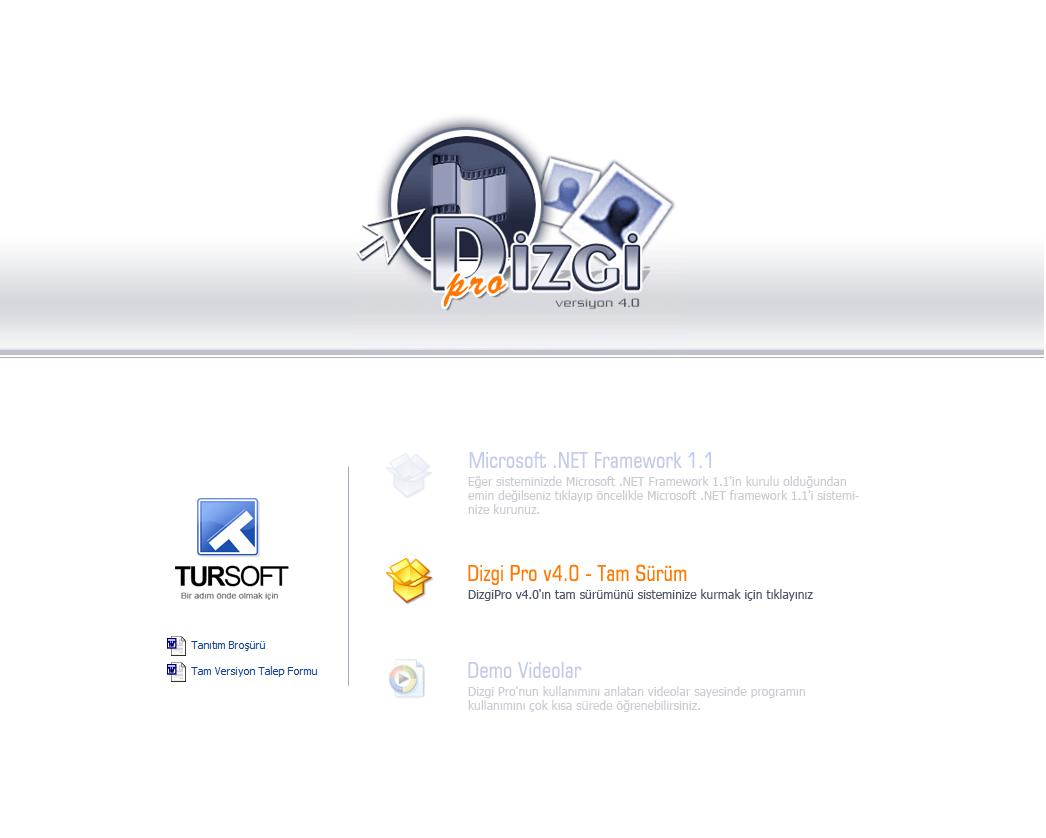 Dizgi
pro
versiyon 4.0
Microsoft .NET Framework 1.1
Eğer sisteminizde Microsoft .NET Framework 1.1'in kurulu olduğundan
emin değilseniz tıklayıp öncelikle Microsoft .NET framework 1.1'i sistemi-
nize kurunuz.
TURSOFT
Bir adım önde olmak için
Dizgi Pro v4.0 - Tam Sürüm
DizgiPro v4.0'ın tam sürümünü sisteminize kurmak için tıklayınız
Tanıtım Broşürü
Tam Versiyon Talep Formu
Demo Videolar
Dizgi Pro'nun kullanımını anlatan videolar sayesinde programın
kullanımını çok kısa sürede öğrenebilirsiniz.